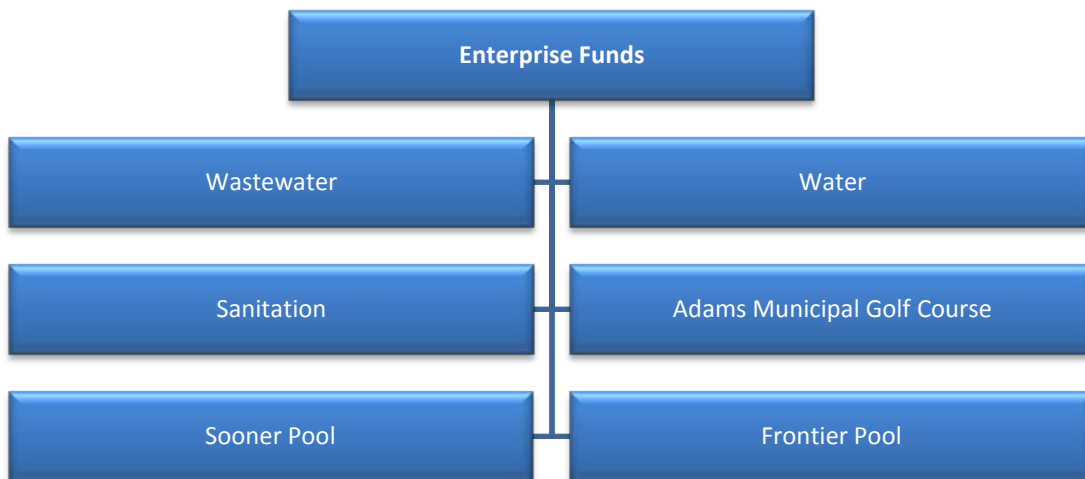 Enterprise Funds
Wastewater
Water
Sanitation
Adams Municipal Golf Course
Sooner Pool
Frontier Pool